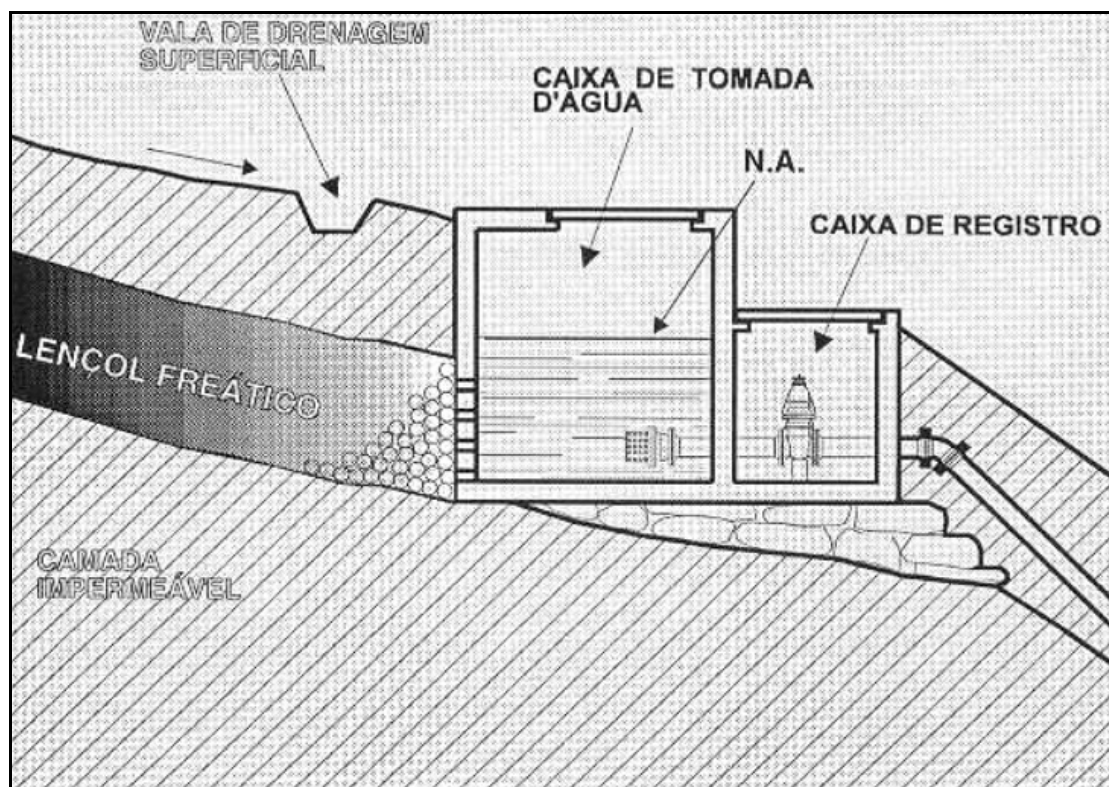 VALA DE DRENAGEM
SUPERFICIAL
CAIXA DE TOMADA
D'ÁGUA
N.A.
CAIXA DE REGISTRO
LENÇOL FREÁTICO
CAMADA
IMPERMEÁVEL